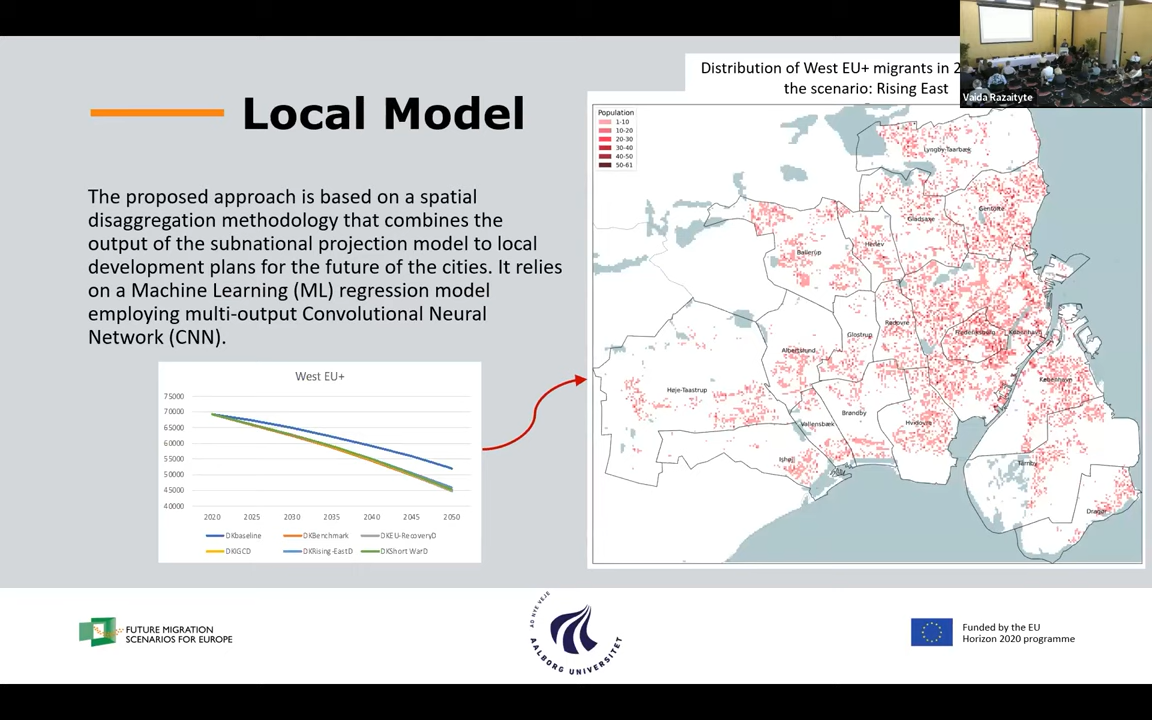 Distribution of West EU+ migrants in
the scenario: Rising East
Vaida Razaityte
Local Model
The proposed approach is based on a spatial
disaggregation methodology that combines the
output of the subnational projection model to local
development plans for the future of the cities. It relies
on a Machine Learning (ML) regression model
employing multi-output Convolutional Neural
Network (CNN).
West EU+
75000
70000
65000
60000
55000
50000
45000
40000
2020 2025 2030 2035 2040 2045 2050
DKbaseline DKBenchmark DKEU-RecoveryD
DKIGCD DKRising-EastD DKShort WarD
Population
1-10
10-20
20-30
30-40
40-50
50-61
Lyngby-Taarbæk
Gentofte
Gladsaxe
Herlev
Ballerup
Rødovre
Frederiksberg
København
Glostrup
Albertslund
København
Høje-Taastrup
Brøndby
Vallensbæk
Hvidovre
Ishøj
Tårnby
Dragør
FUTURE MIGRATION
SCENARIOS FOR EUROPE
AD NYE VEJE
AALBORG UNIVERSITET
Funded by the EU
Horizon 2020 programme